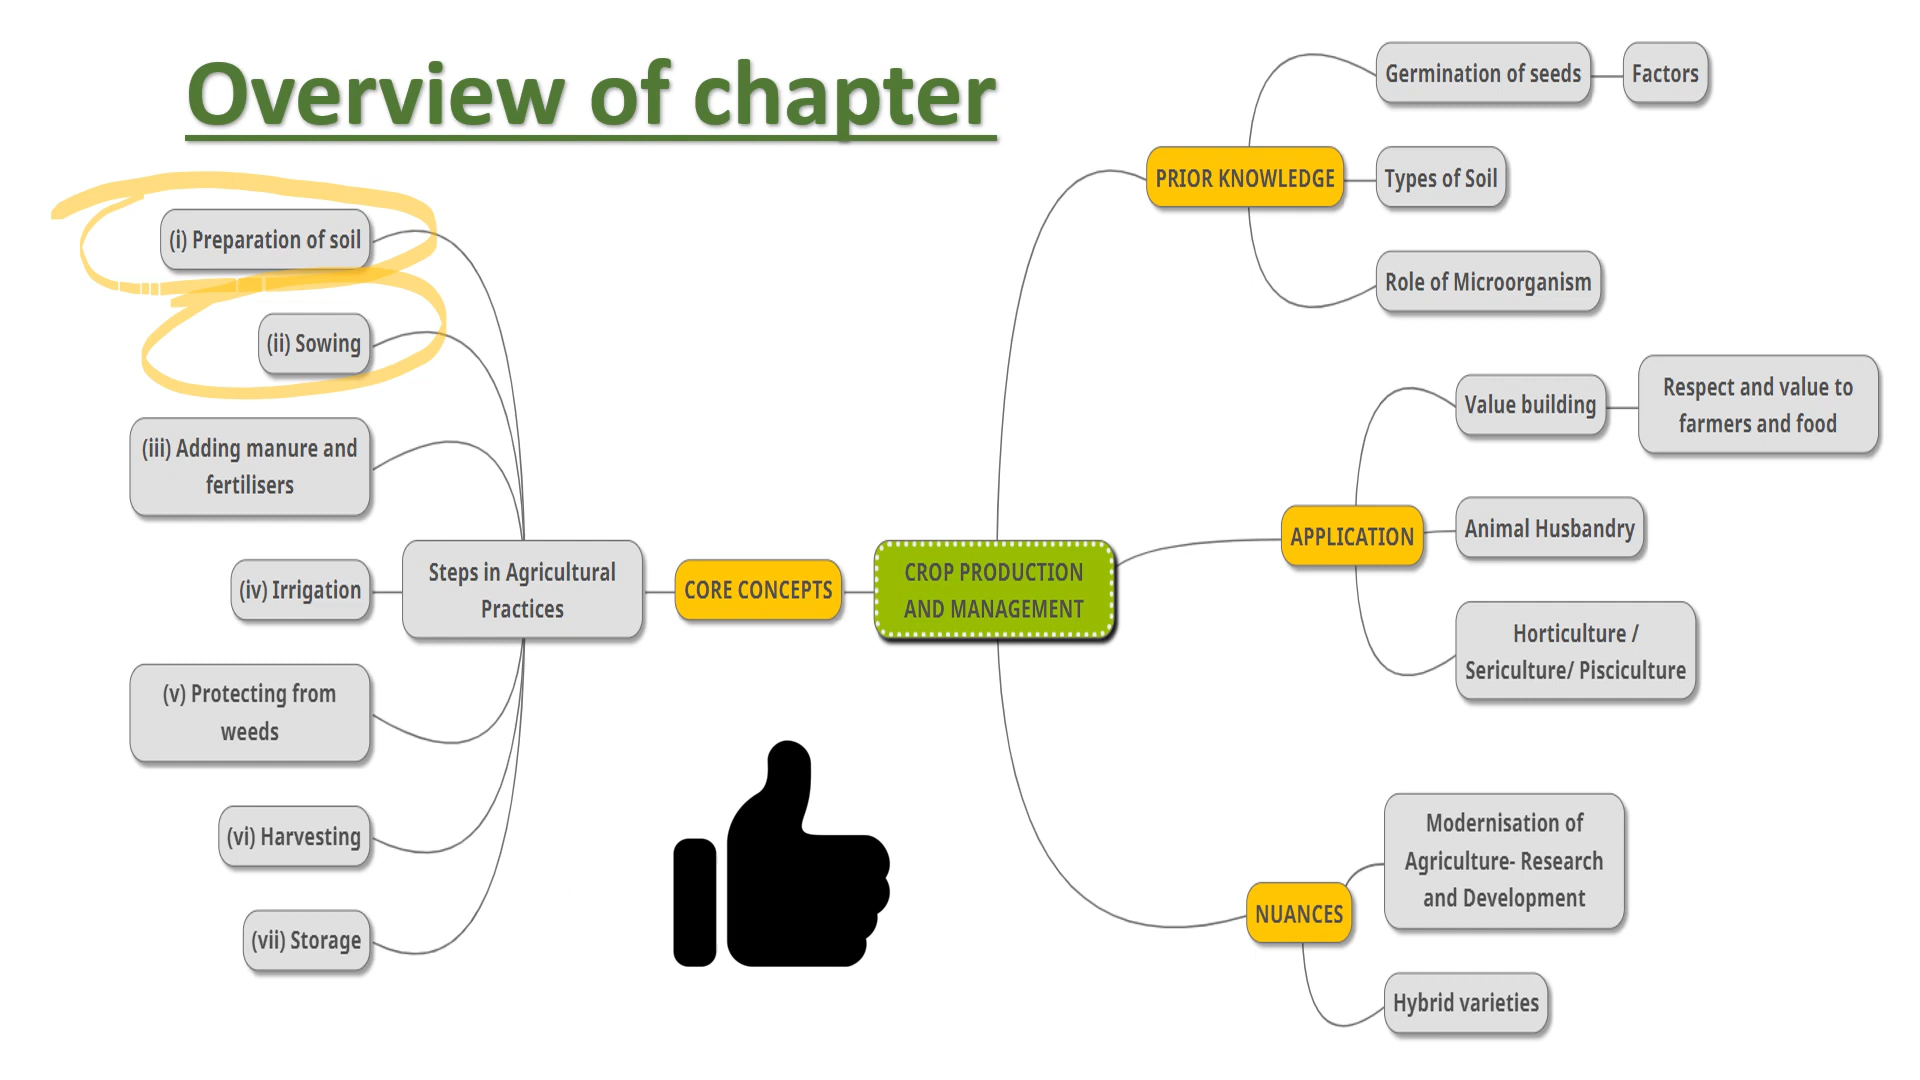 Overview of chapter
(i) Preparation of soil
(ii) Sowing
(iii) Adding manure and
fertilisers
(iv) Irrigation
(v) Protecting from
weeds
(vi) Harvesting
(vii) Storage
Steps in Agricultural
Practices
CORE CONCEPTS
CROP PRODUCTION
AND MANAGEMENT
PRIOR KNOWLEDGE
Germination of seeds
Factors
Types of Soil
Role of Microorganism
APPLICATION
Value building
Respect and value to
farmers and food
Animal Husbandry
Horticulture /
Sericulture/ Pisciculture
NUANCES
Modernisation of
Agriculture- Research
and Development
Hybrid varieties